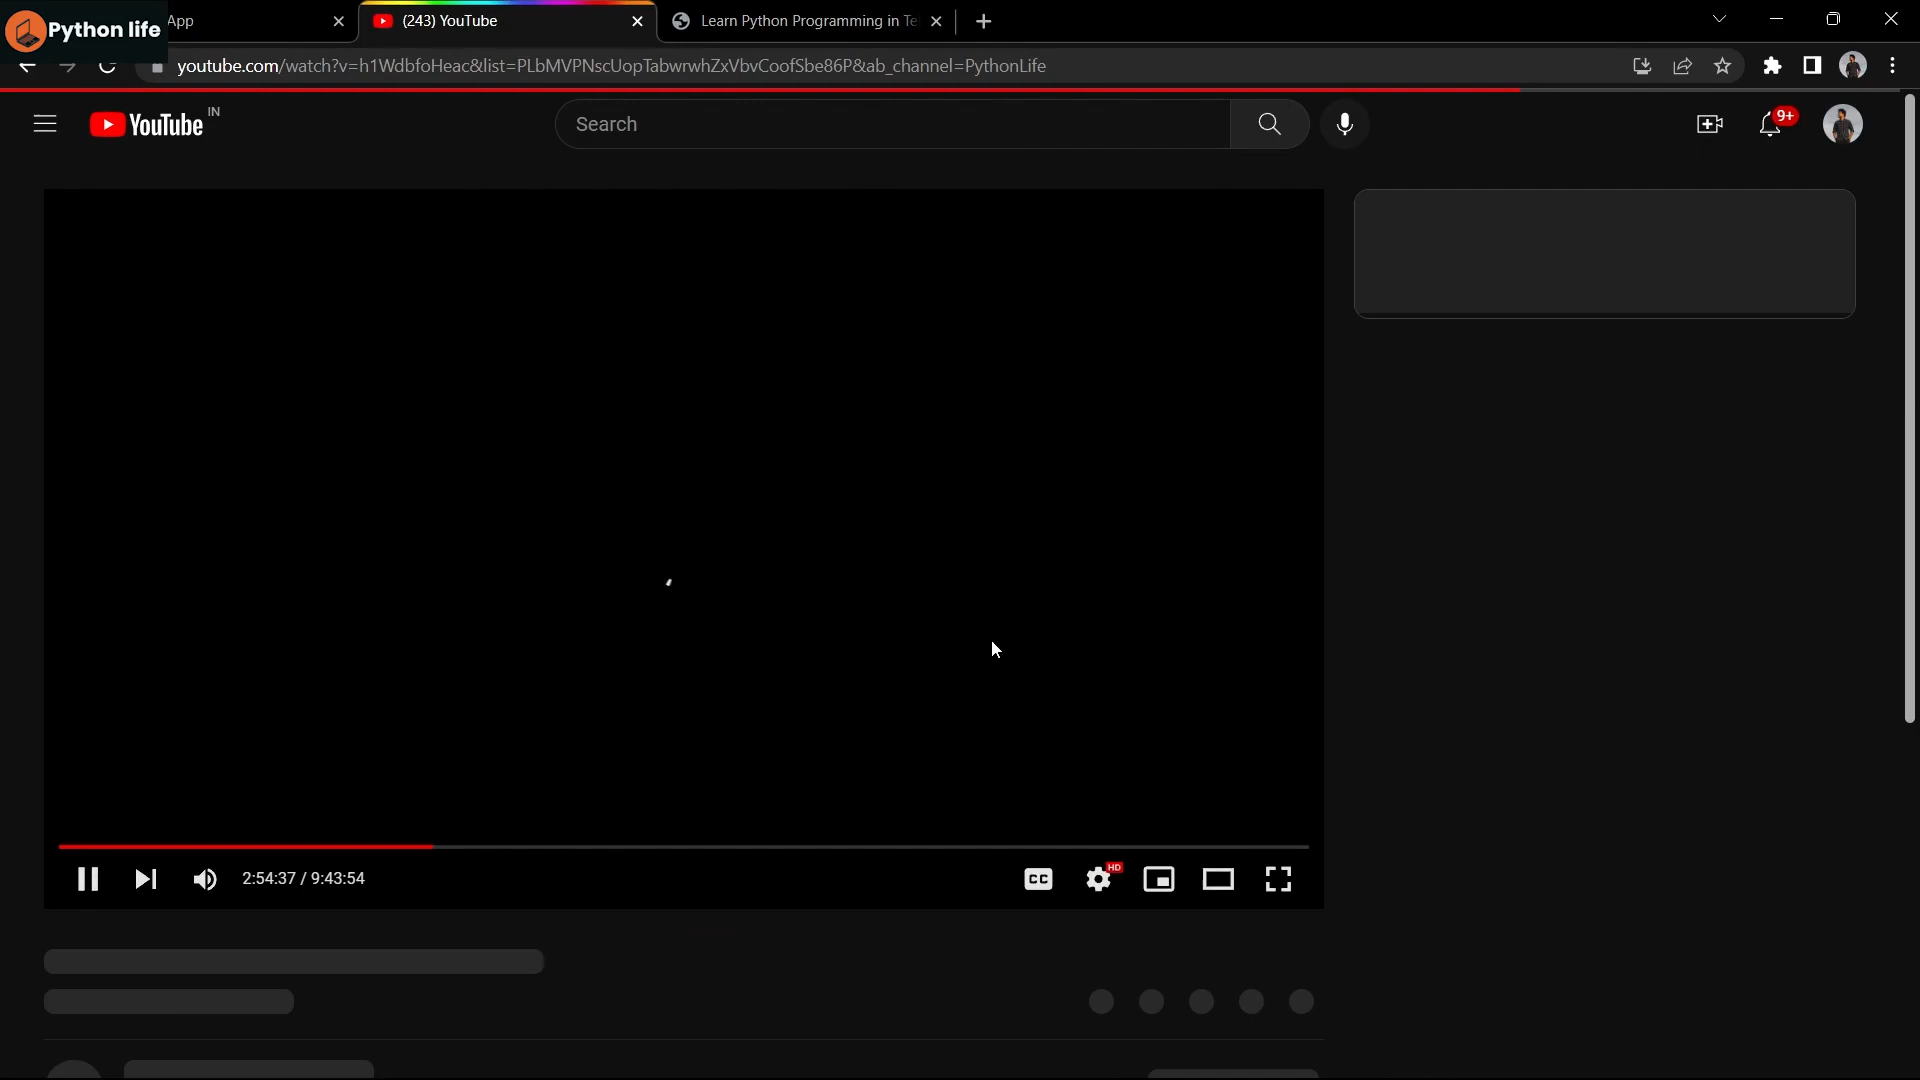 Python life
App
(243) YouTube
Learn Python Programming in Te
youtube.com/watch?v=h1WdbfoHeac&list=PLbMVPNscUopTabwrwhZxVbvCoofSbe86P&ab_channel=PythonLife
YouTube IN
Search
9+
HD
CC
2:54:37 / 9:43:54